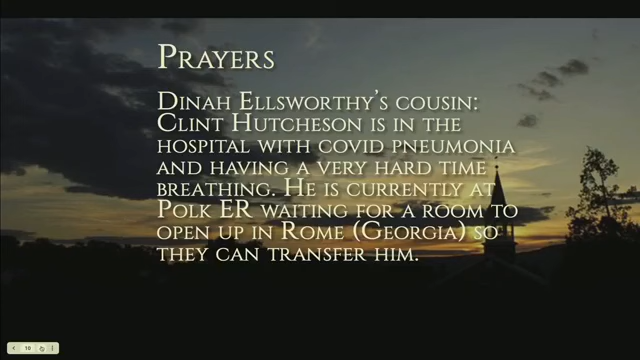 Prayers
Dinah Ellsworthy's cousin:
Clint Hutcheson is in the
hospital with covid pneumonia
and having a very hard time
breathing. He is currently at
Polk ER waiting for a room to
open up in Rome (Georgia) so
they can transfer him.
10